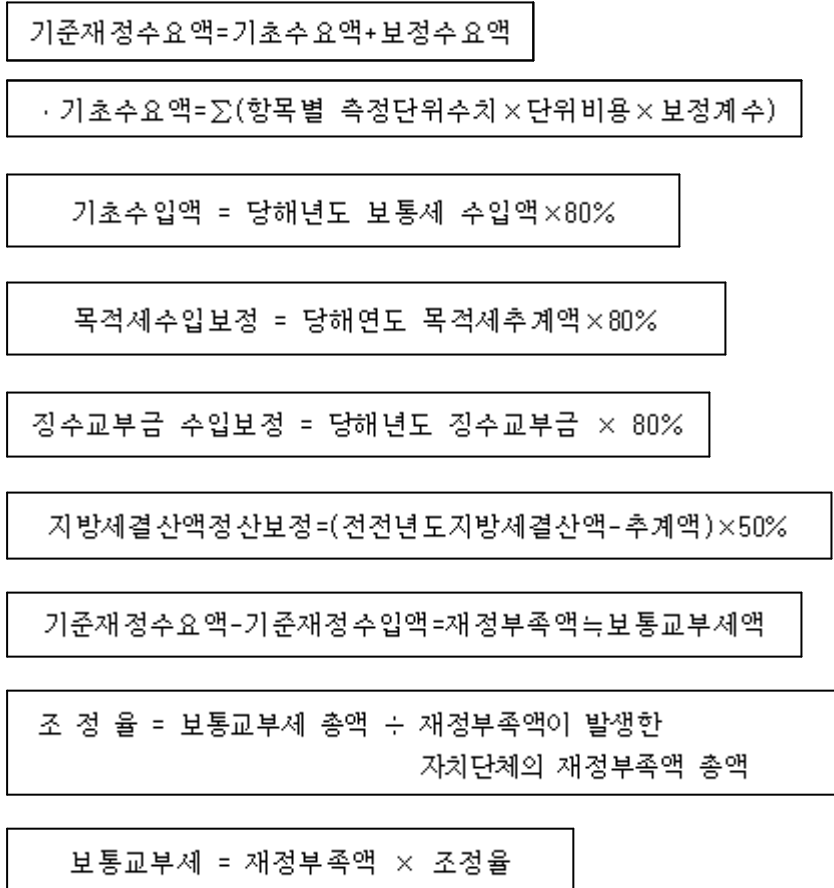 기준재정수요액=기초수요액+보정수요액
· 기초수요액=∑(항목별 측정단위수치×단위비용×보정계수)
기초수입액 = 당해년도 보통세 수입액×80%
목적세수입보정 = 당해연도 목적세추계액×80%
징수교부금 수입보정 = 당해년도 징수교부금 × 80%
지방세결산액정산보정=(전전년도지방세결산액-추계액)×50%
기준재정수요액-기준재정수입액=재정부족액≒보통교부세액
조 정 율 = 보통교부세 총액 ÷ 재정부족액이 발생한
자치단체의 재정부족액 총액
보통교부세 = 재정부족액 × 조정율